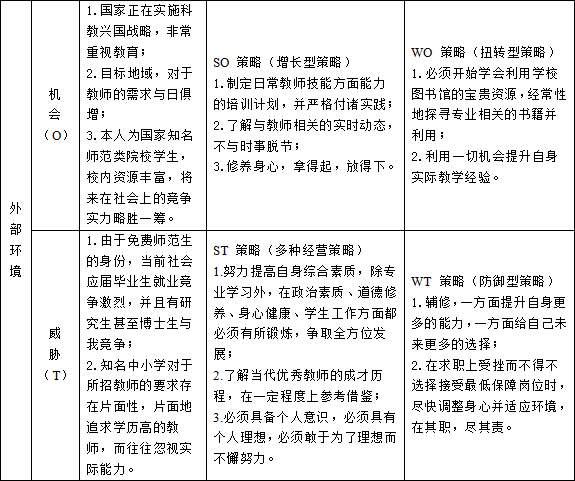 外
部
环
境
机
会
（O）
1.国家正在实施科
教兴国战略，非常
重视教育；
2.目标地域，对于
教师的需求与日俱
增；
3.本人为国家知名
师范类院校学生，
校内资源丰富，将
来在社会上的竞争
实力略胜一筹。
SO 策略（增长型策略）
1.制定日常教师技能方面能力
的培训计划，并严格付诸实践；
2.了解与教师相关的实时动态，
不与时事脱节；
3.修养身心，拿得起，放得下。
WO 策略（扭转型策略）
1.必须开始学会利用学校
图书馆的宝贵资源，经常性
地探寻专业相关的书籍并
利用；
2.利用一切机会提升自身
实际教学经验。
威
胁
（T）
1.由于免费师范生
的身份，当前社会
应届毕业生就业竞
争激烈，并且有研
究生甚至博士生与
我竞争；
2.知名中小学对于
所招教师的要求存
在片面性，片面地
追求学历高的教
师，而往往忽视实
际能力。
ST 策略（多种经营策略）
1.努力提高自身综合素质，除专
业学习外，在政治素质、道德修
养、身心健康、学生工作方面都
必须有所锻炼，争取全方位发
展；
2.了解当代优秀教师的成才历
程，在一定程度上参考借鉴；
3.必须具备个人意识，必须具有
个人理想，必须敢于为了理想而
不懈努力。
WT 策略（防御型策略）
1.辅修，一方面提升自身
更多的能力，一方面给自己未
来更多的选择；
2.在求职上受挫而不得不
选择接受最低保障岗位时，
尽快调整身心并适应环境，
在其职，尽其责。